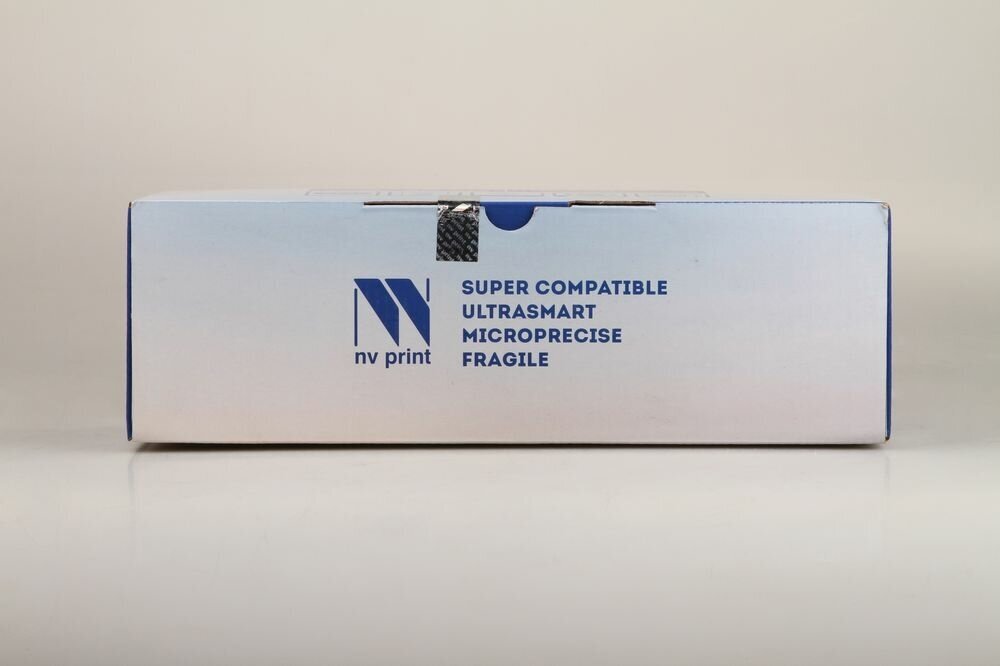 SUPER COMPATIBLE
ULTRASMART
MICROPRECISE
FRAGILE
nv print